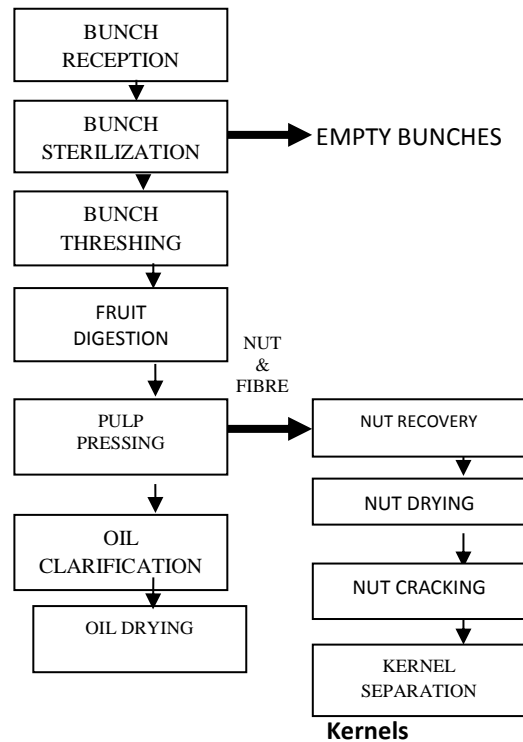 BUNCH
RECEPTION
BUNCH
STERILIZATION
EMPTY BUNCHES
BUNCH
THRESHING
FRUIT
DIGESTION
NUT
&
FIBRE
PULP
PRESSING
NUT RECOVERY
NUT DRYING
OIL
CLARIFICATION
NUT CRACKING
OIL DRYING
KERNEL
SEPARATION
Kernels